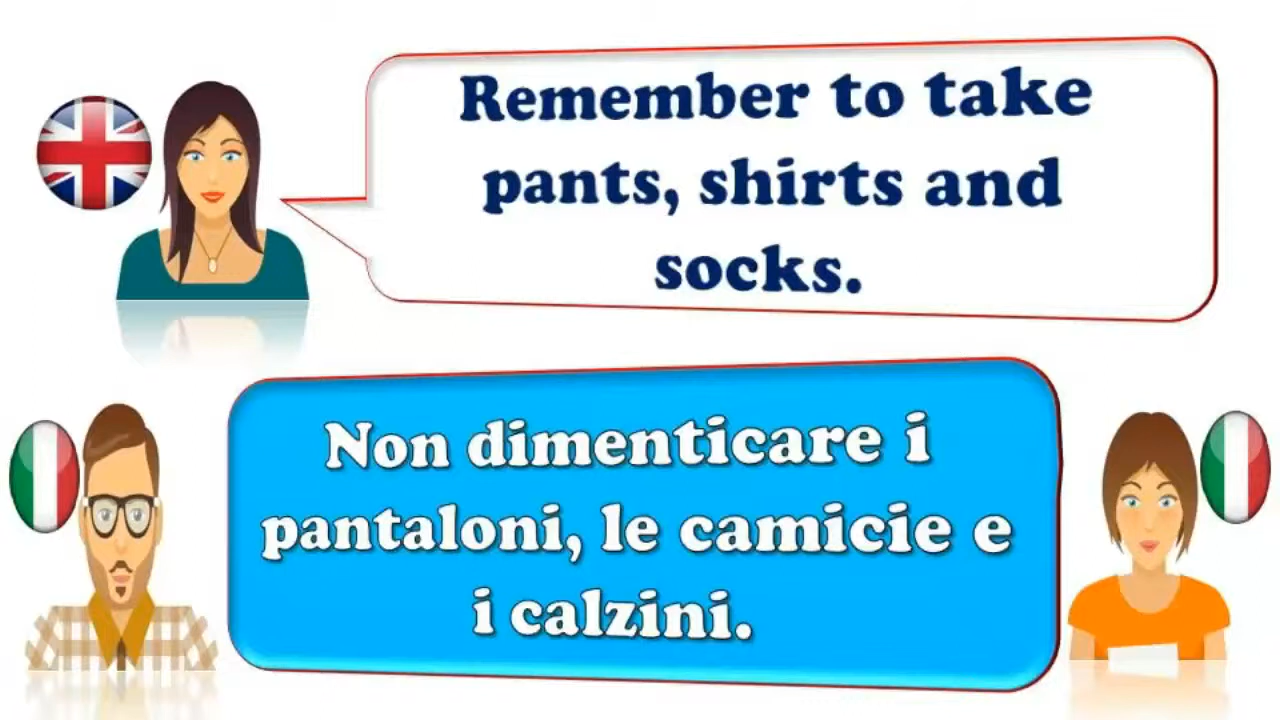 Remember to take
pants, shirts and
socks.
Non dimenticare i
pantaloni, le camicie e
i calzini.